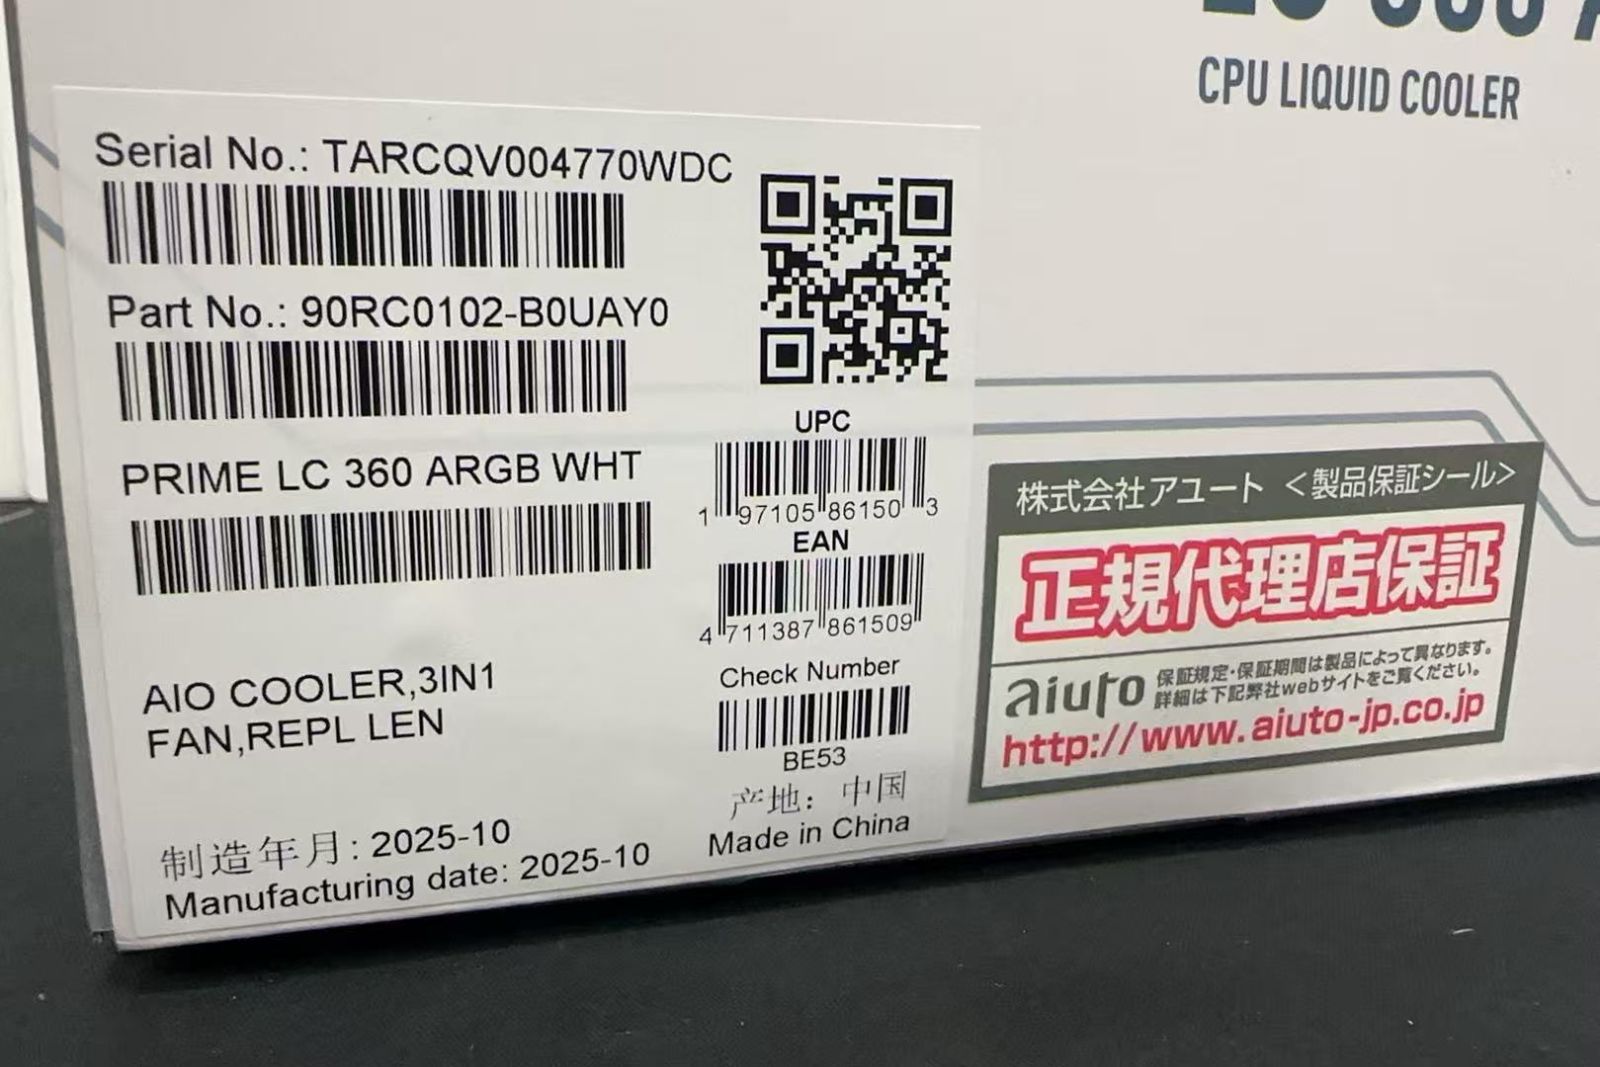 CPU LIQUID COOLER
Serial No.: TARCQV004770WDC
Part No.: 90RC0102-B0UAY0
PRIME LC 360 ARGB WHT
AIO COOLER,3IN1
FAN,REPL LEN
制造年月: 2025-10
Manufacturing date: 2025-10
UPC
1 97105 86150 3
EAN
4 711387 861509
Check Number
BE53
产地: 中国
Made in China
株式会社アユート <製品保証シール>
正規代理店保証
aiuto
保証規定・保証期間は製品によって異なります。
詳細は下記弊社webサイトをご覧ください。
http://www.aiuto-jp.co.jp